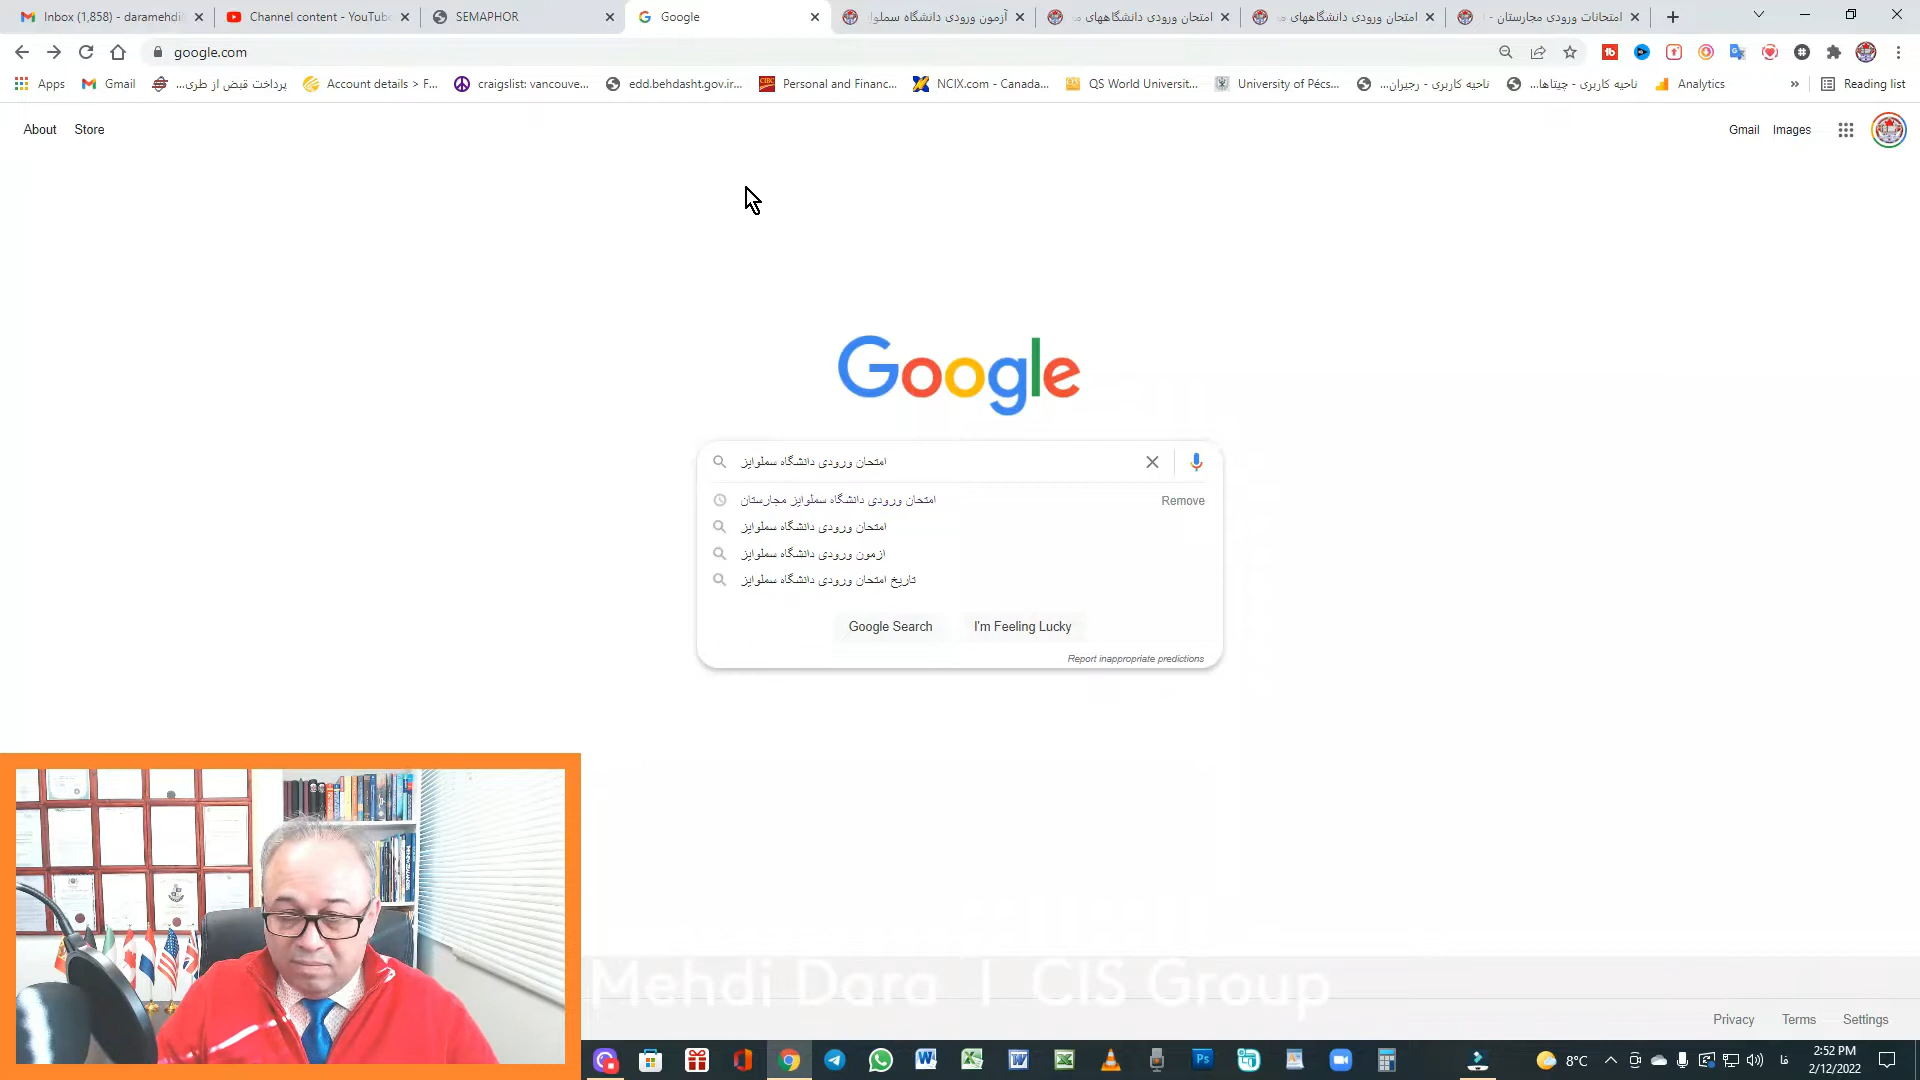 Inbox (1,858) - daramehdi
Channel content - YouTube
SEMAPHOR
Google
آزمون ورودی دانشگاه سملوا
امتحان ورودی دانشگاههای
امتحان ورودی دانشگاههای
امتحانات ورودی مجارستان -
google.com
Apps
Gmail
پرداخت قبض از طری...
Account details > F...
craigslist: vancouve...
edd.behdasht.gov.ir...
CIBC
Personal and Financ...
NCIX.com - Canada...
QS World Universit...
University of Pécs...
ناحیه کاربری - رجیران...
ناحیه کاربری - چیتاها...
Analytics
»
Reading list
About
Store
Gmail
Images
Google
امتحان ورودی دانشگاه سملوایز
امتحان ورودی دانشگاه سملوایز مجارستان
Remove
امتحان ورودی دانشگاه سملوایز
ازمون ورودی دانشگاه سملوایز
تاریخ امتحان ورودی دانشگاه سملوایز
Google Search
I'm Feeling Lucky
Report inappropriate predictions
Mehdi Dara | CIS Group
Privacy
Terms
Settings
8°C
فا
2:52 PM
2/12/2022